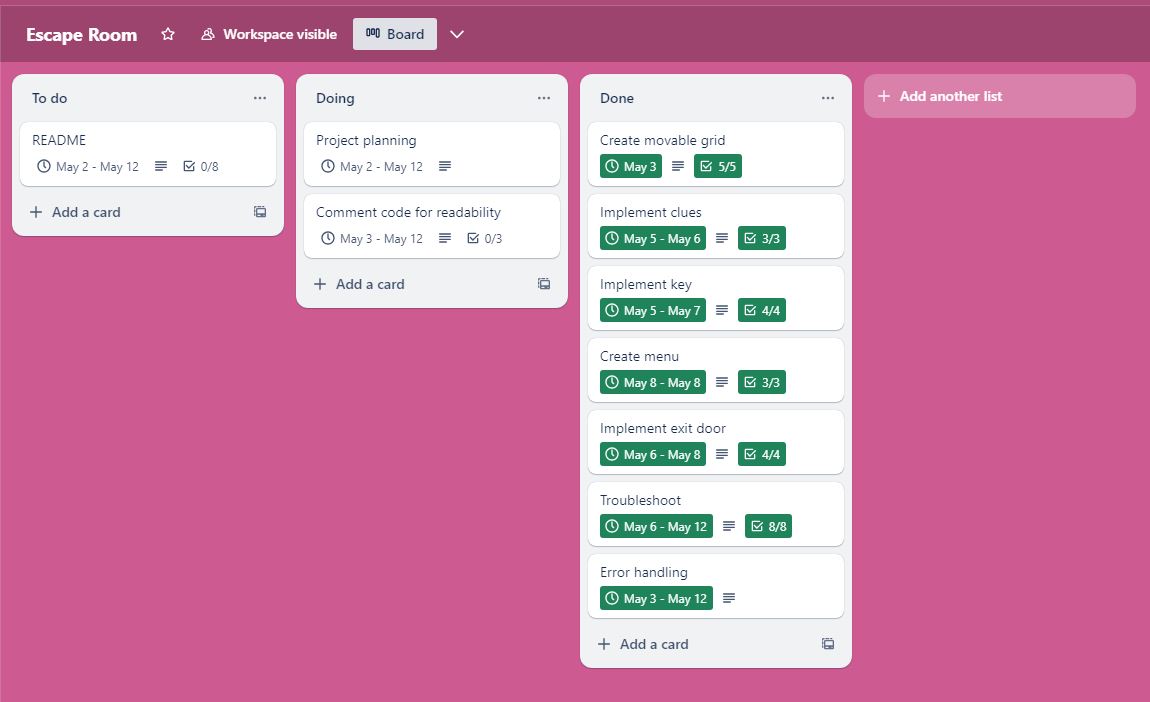 Escape Room
Workspace visible
Board
To do
README
May 2 - May 12
0/8
Add a card
Doing
Project planning
May 2 - May 12
Comment code for readability
May 3 - May 12
0/3
Add a card
Done
Create movable grid
May 3
5/5
Implement clues
May 5 - May 6
3/3
Implement key
May 5 - May 7
4/4
Create menu
May 8 - May 8
3/3
Implement exit door
May 6 - May 8
4/4
Troubleshoot
May 6 - May 12
8/8
Error handling
May 3 - May 12
Add a card
Add another list